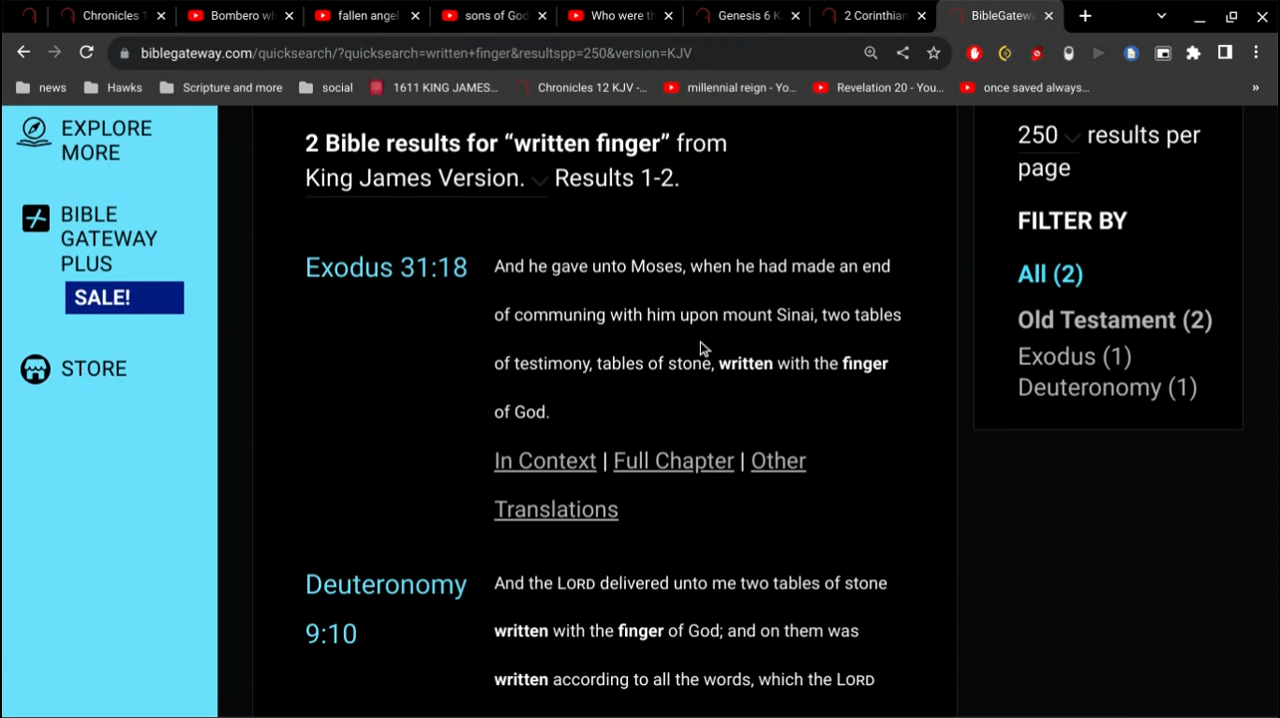 Chronicles 1
Bombero wh
fallen angel
sons of God
Who were th
Genesis 6 K
2 Corinthian
BibleGatewa
biblegateway.com/quicksearch/?quicksearch=written+finger&resultspp=250&version=KJV
news
Hawks
Scripture and more
social
1611 KING JAMES...
Chronicles 12 KJV -...
millennial reign - Yo...
Revelation 20 - You...
once saved always...
»
EXPLORE
MORE
BIBLE
GATEWAY
PLUS
SALE!
STORE
2 Bible results for “written finger” from
King James Version. Results 1-2.
Exodus 31:18
And he gave unto Moses, when he had made an end
of communing with him upon mount Sinai, two tables
of testimony, tables of stone, written with the finger
of God.
In Context | Full Chapter | Other
Translations
Deuteronomy
9:10
And the LORD delivered unto me two tables of stone
written with the finger of God; and on them was
written according to all the words, which the LORD
250 results per
page
FILTER BY
All (2)
Old Testament (2)
Exodus (1)
Deuteronomy (1)